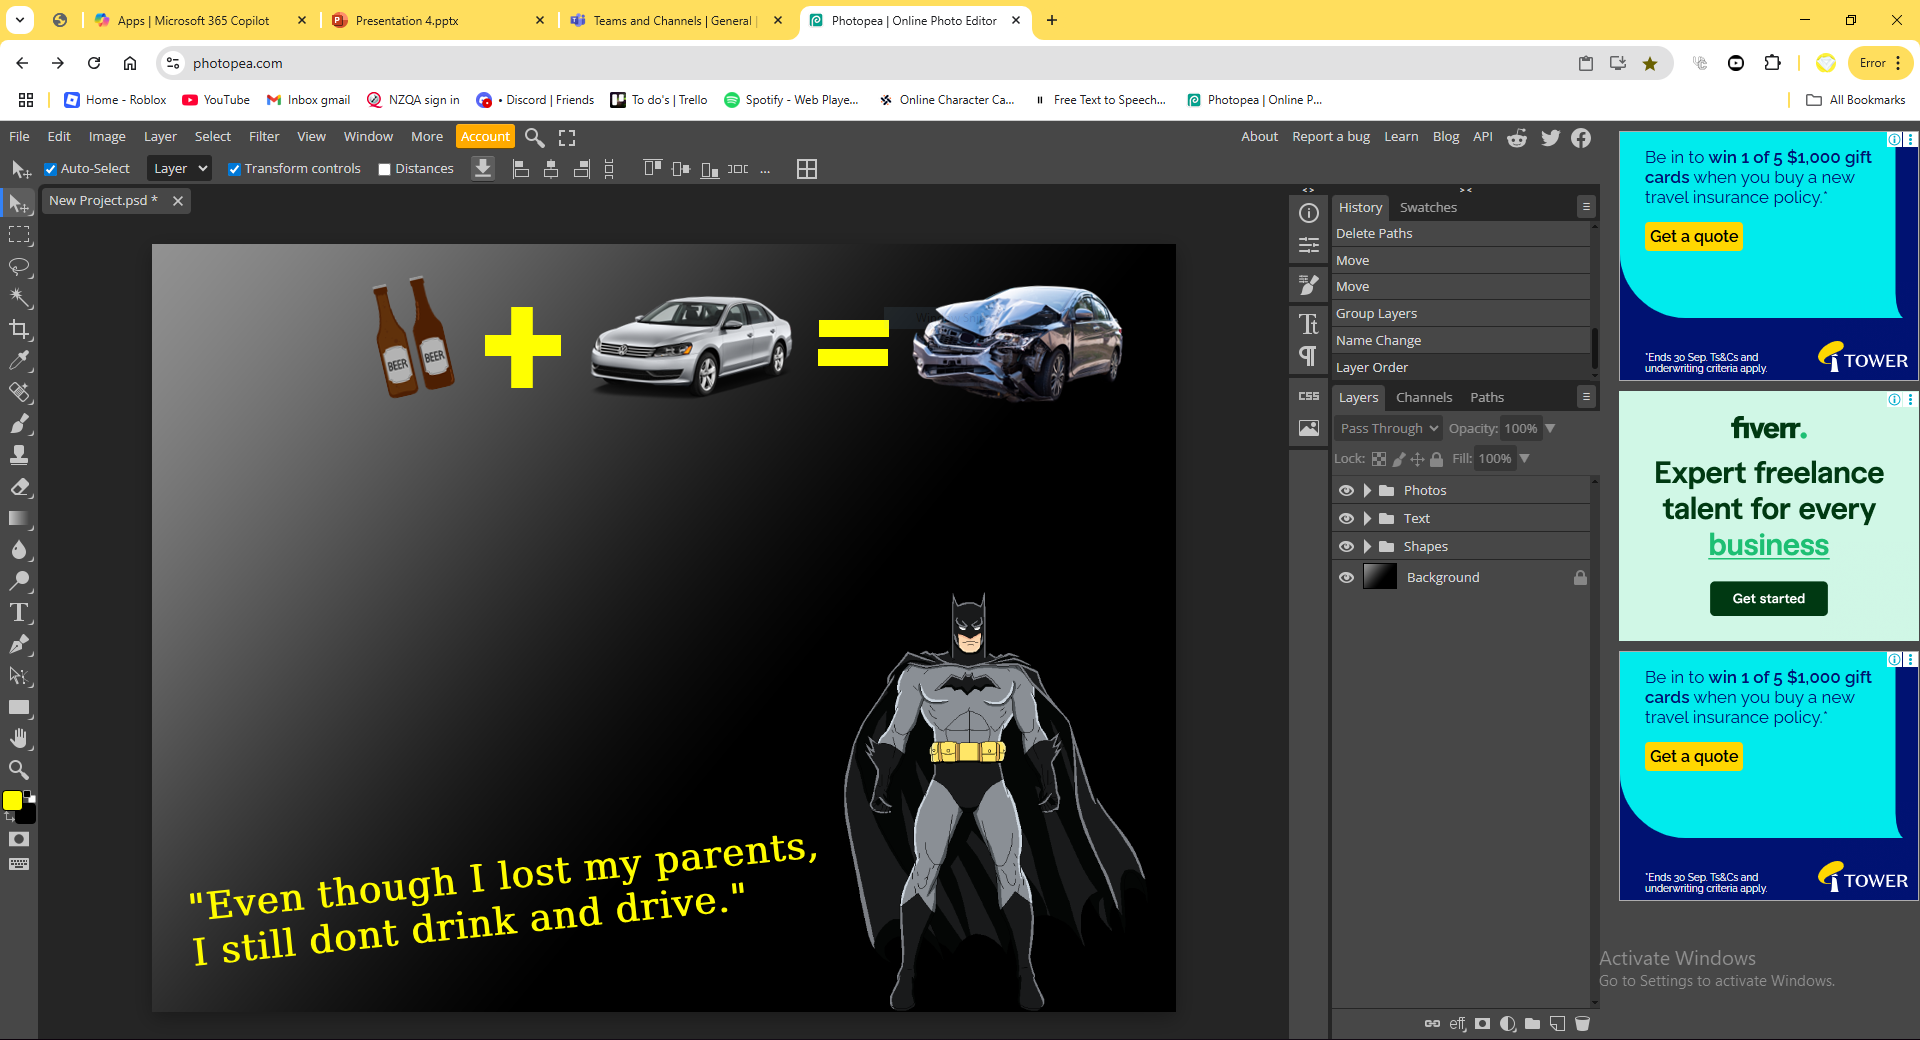 Apps | Microsoft 365 Copilot
Presentation 4.pptx
Teams and Channels | General |
Photopea | Online Photo Editor
photopea.com
Error
Home - Roblox
YouTube
Inbox gmail
NZQA sign in
• Discord | Friends
To do's | Trello
Spotify - Web Playe...
Online Character Ca...
Free Text to Speech...
Photopea | Online P...
All Bookmarks
File Edit Image Layer Select Filter View Window More Account
About Report a bug Learn Blog API
Auto-Select Layer Transform controls Distances ...
New Project.psd *
History Swatches
Delete Paths
Move
Move
Group Layers
Name Change
Layer Order
Layers Channels Paths
Pass Through Opacity: 100%
Lock: Fill: 100%
Photos
Text
Shapes
Background
CSS
eff
BEER
BEER
"Even though I lost my parents,
I still dont drink and drive."
Be in to win 1 of 5 $1,000 gift
cards when you buy a new
travel insurance policy.*
Get a quote
*Ends 30 Sep. Ts&Cs and
underwriting criteria apply.
TOWER
fiverr.
Expert freelance
talent for every
business
Get started
Be in to win 1 of 5 $1,000 gift
cards when you buy a new
travel insurance policy.*
Get a quote
*Ends 30 Sep. Ts&Cs and
underwriting criteria apply.
TOWER
Activate Windows
Go to Settings to activate Windows.